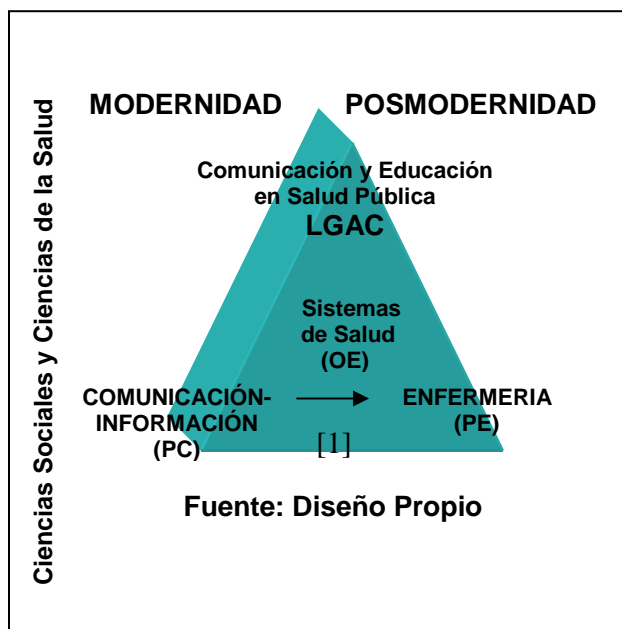 MODERNIDAD POSMODERNIDAD
Ciencias Sociales y Ciencias de la Salud
Comunicación y Educación
en Salud Pública
LGAC
Sistemas
de Salud
(OE)
COMUNICACIÓN-
INFORMACIÓN
(PC)
ENFERMERIA
(PE)
[1]
Fuente: Diseño Propio